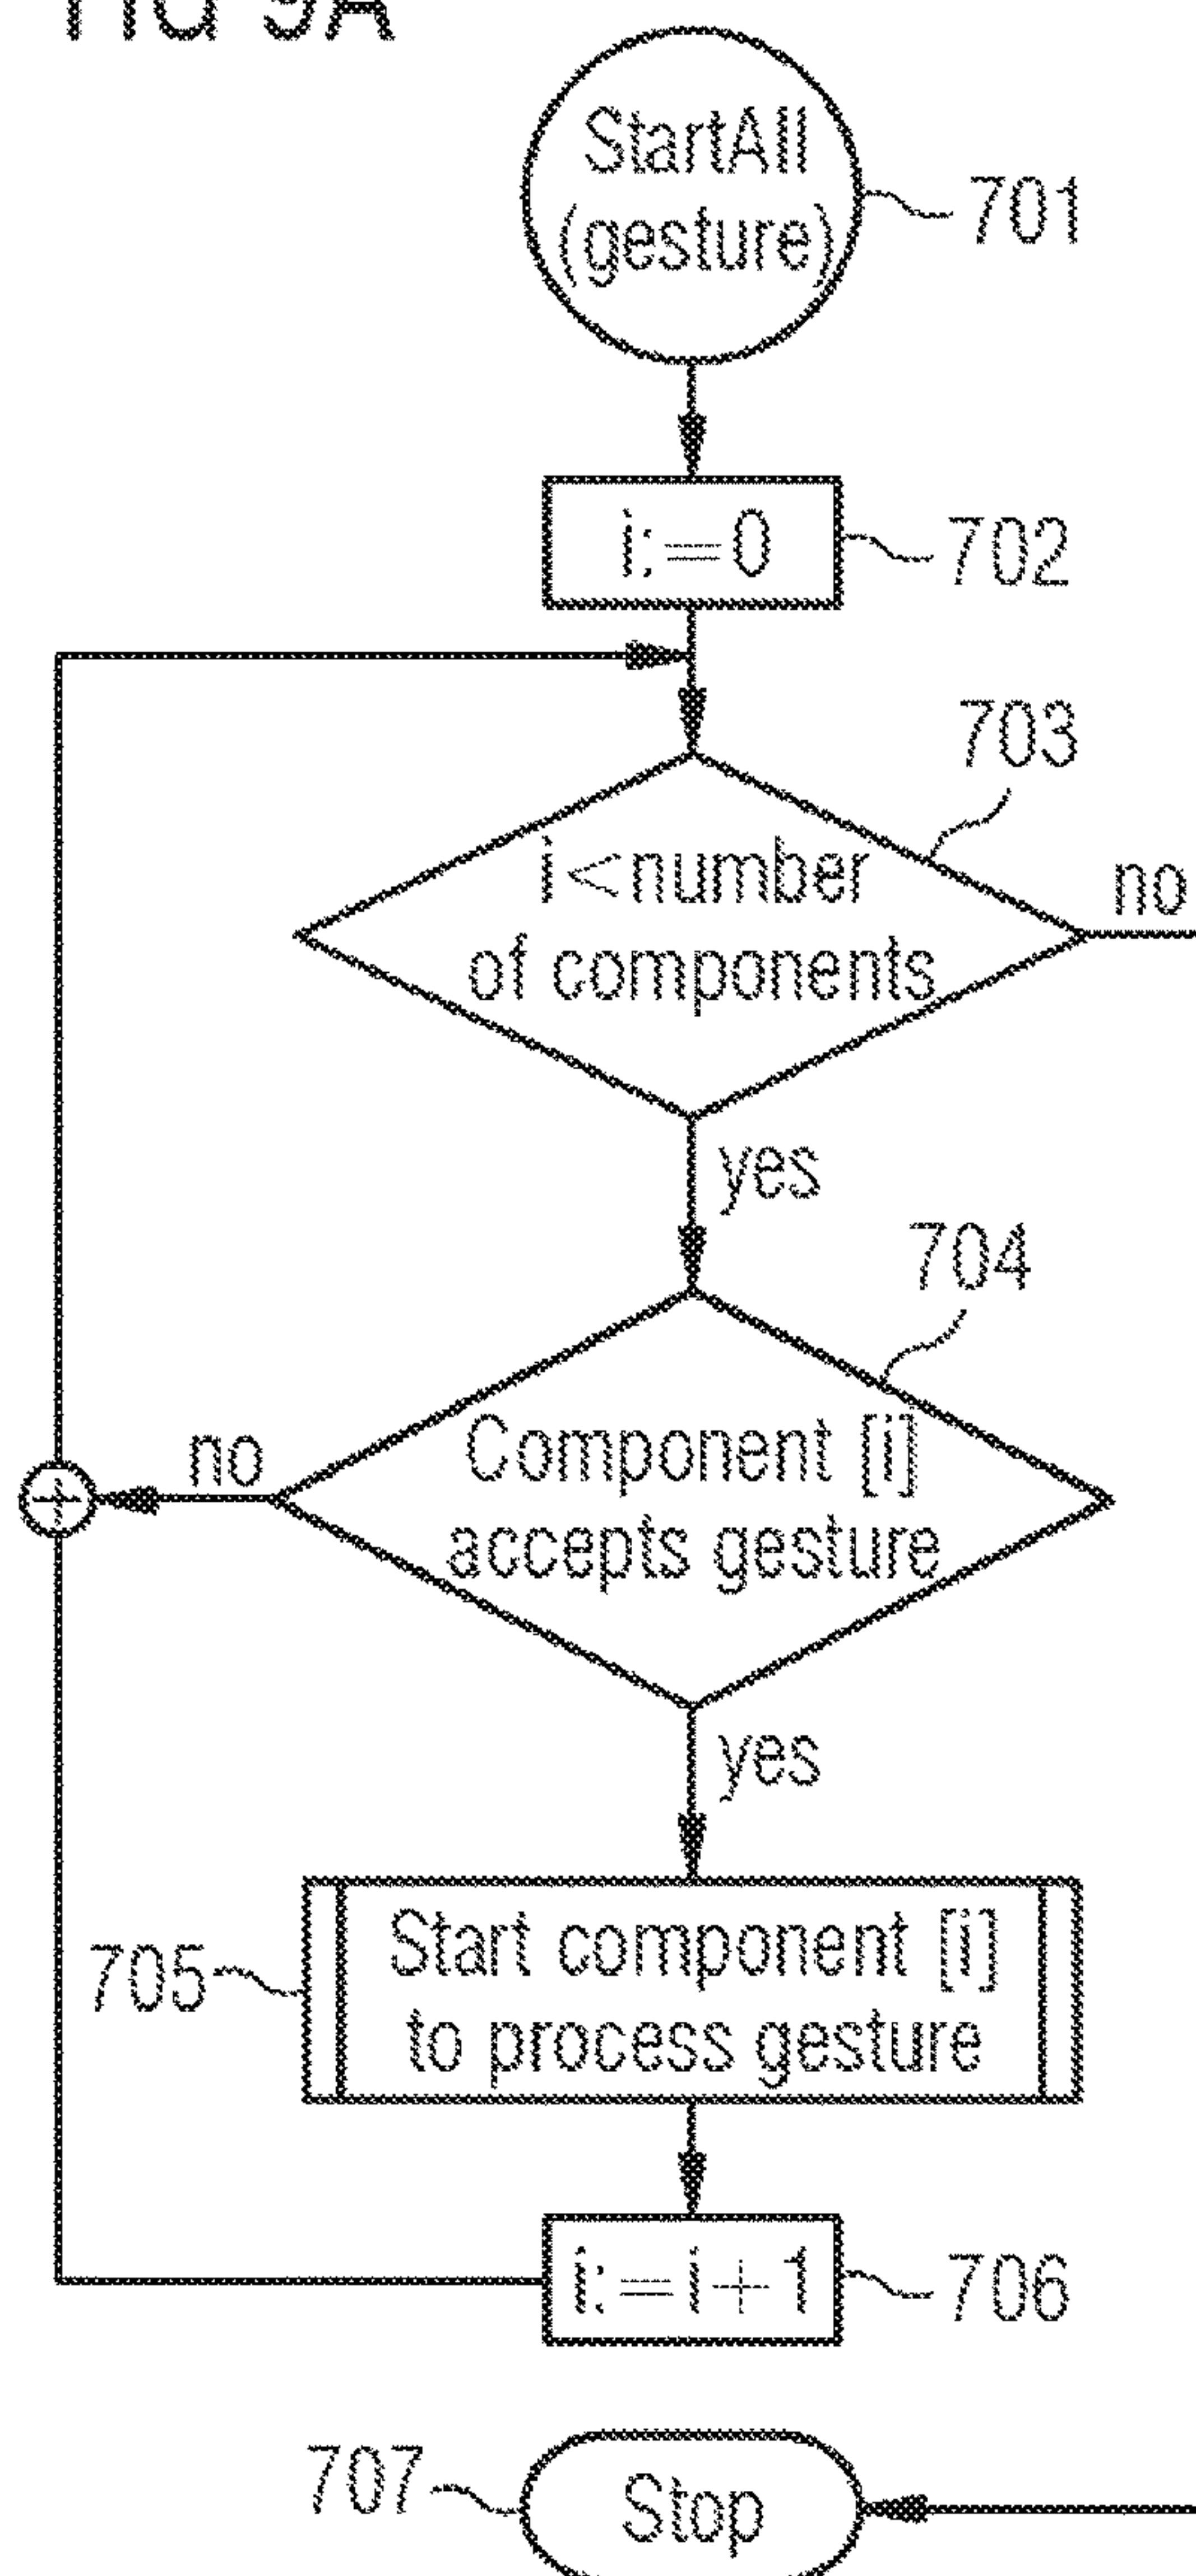 FIG 9A
StartAll
(gesture)
701
i:=0
702
703
i<number
of components
no
yes
704
Component [i]
accepts gesture
no
yes
705
Start component [i]
to process gesture
i:=i+1
706
707
Stop